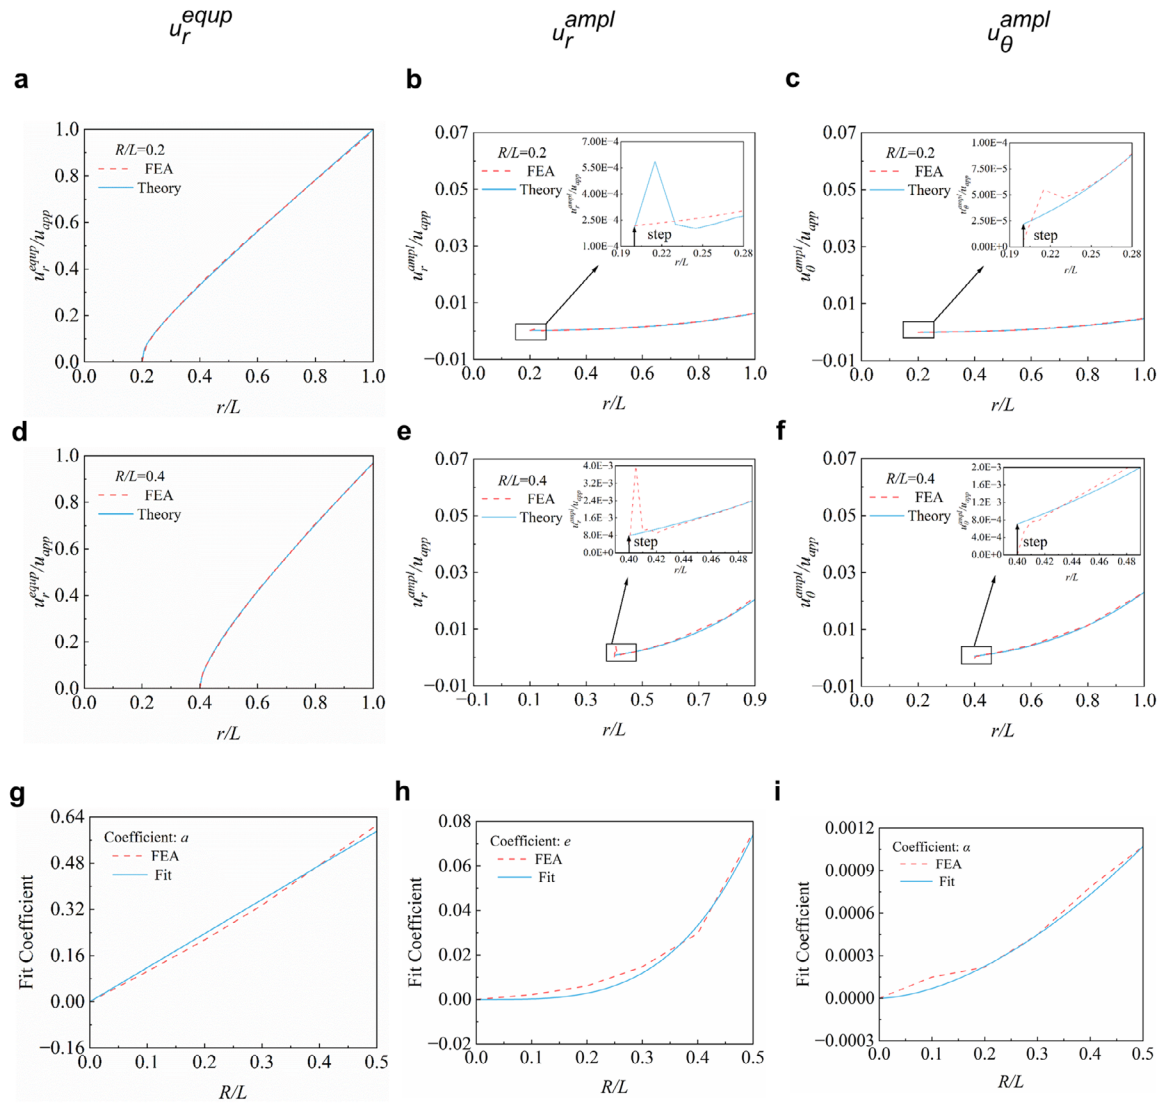 u_r^equp
u_r^ampl
u_θ^ampl
a
1.0
0.8
0.6
0.4
0.2
0.0
R/L=0.2
FEA
Theory
u_r^equp/u_app
0.0 0.2 0.4 0.6 0.8 1.0
r/L
b
0.07
0.05
0.03
0.01
−0.01
R/L=0.2
FEA
Theory
u_r^ampl/u_app
7.00E−4
5.50E−4
4.00E−4
2.50E−4
1.00E−4
u_r^ampl/u_app
step
0.19 0.22 0.25 0.28
r/L
0.0 0.2 0.4 0.6 0.8 1.0
r/L
c
0.07
0.05
0.03
0.01
−0.01
R/L=0.2
FEA
Theory
u_θ^ampl/u_app
1.00E−4
7.50E−5
5.00E−5
2.50E−5
0.00E+0
u_θ^ampl/u_app
step
0.19 0.22 0.25 0.28
r/L
0.0 0.2 0.4 0.6 0.8 1.0
r/L
d
1.0
0.8
0.6
0.4
0.2
0.0
R/L=0.4
FEA
Theory
u_r^equp/u_app
0.0 0.2 0.4 0.6 0.8 1.0
r/L
e
0.07
0.05
0.03
0.01
−0.01
R/L=0.4
FEA
Theory
u_r^ampl/u_app
4.0E−3
3.2E−3
2.4E−3
1.6E−3
8.0E−4
0.0E+0
u_r^ampl/u_app
step
0.40 0.42 0.44 0.46 0.48
r/L
−0.1 0.1 0.3 0.5 0.7 0.9
r/L
f
0.07
0.05
0.03
0.01
−0.01
R/L=0.4
FEA
Theory
u_θ^ampl/u_app
2.0E−3
1.6E−3
1.2E−3
8.0E−4
4.0E−4
0.0E+0
u_θ^ampl/u_app
step
0.40 0.42 0.44 0.46 0.48
r/L
0.0 0.2 0.4 0.6 0.8 1.0
r/L
g
0.64
0.48
0.32
0.16
0.00
−0.16
Coefficient: a
FEA
Fit
Fit Coefficient
0.0 0.1 0.2 0.3 0.4 0.5
R/L
h
0.08
0.06
0.04
0.02
0.00
−0.02
Coefficient: e
FEA
Fit
Fit Coefficient
0.0 0.1 0.2 0.3 0.4 0.5
R/L
i
0.0012
0.0009
0.0006
0.0003
0.0000
−0.0003
Coefficient: α
FEA
Fit
Fit Coefficient
0.0 0.1 0.2 0.3 0.4 0.5
R/L